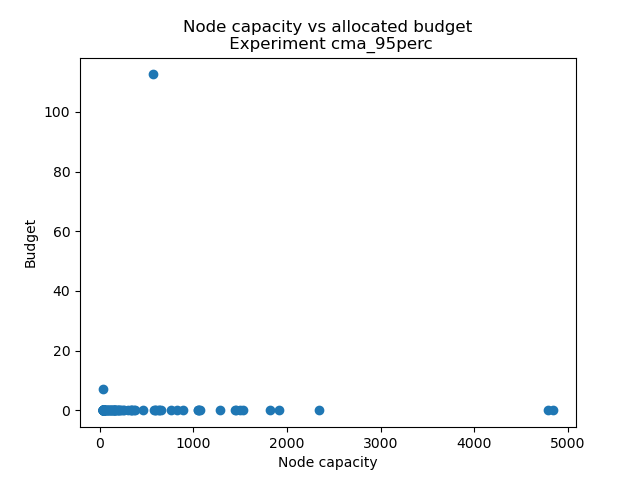 Node capacity vs allocated budget
Experiment cma_95perc
100
80
60
40
20
0
Budget
0 1000 2000 3000 4000 5000
Node capacity